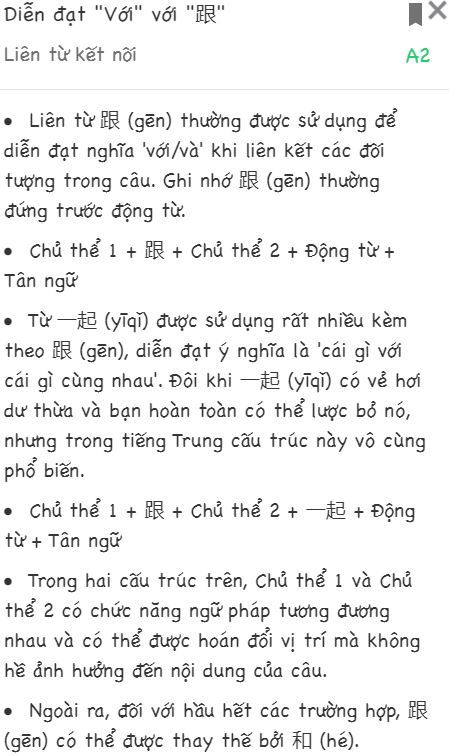 Diễn đạt "Với" với "跟"
Liên từ kết nối A2
• Liên từ 跟 (gēn) thường được sử dụng để
diễn đạt nghĩa 'với/và' khi liên kết các đối
tượng trong câu. Ghi nhớ 跟 (gēn) thường
đứng trước động từ.
• Chủ thể 1 + 跟 + Chủ thể 2 + Động từ +
Tân ngữ
• Từ 一起 (yīqǐ) được sử dụng rất nhiều kèm
theo 跟 (gēn), diễn đạt ý nghĩa là 'cái gì với
cái gì cùng nhau'. Đôi khi 一起 (yīqǐ) có vẻ hơi
dư thừa và bạn hoàn toàn có thể lược bỏ nó,
nhưng trong tiếng Trung cấu trúc này vô cùng
phổ biến.
• Chủ thể 1 + 跟 + Chủ thể 2 + 一起 + Động
từ + Tân ngữ
• Trong hai cấu trúc trên, Chủ thể 1 và Chủ
thể 2 có chức năng ngữ pháp tương đương
nhau và có thể được hoán đổi vị trí mà không
hề ảnh hưởng đến nội dung của câu.
• Ngoài ra, đối với hầu hết các trường hợp, 跟
(gēn) có thể được thay thế bởi 和 (hé).